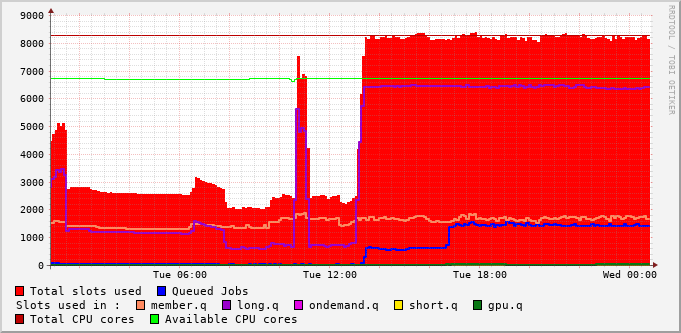 9000
8000
7000
6000
5000
4000
3000
2000
1000
0
Tue 06:00 Tue 12:00 Tue 18:00 Wed 00:00
RRDTOOL / TOBI OETIKER
Total slots used Queued Jobs
Slots used in : member.q long.q ondemand.q short.q gpu.q
Total CPU cores Available CPU cores